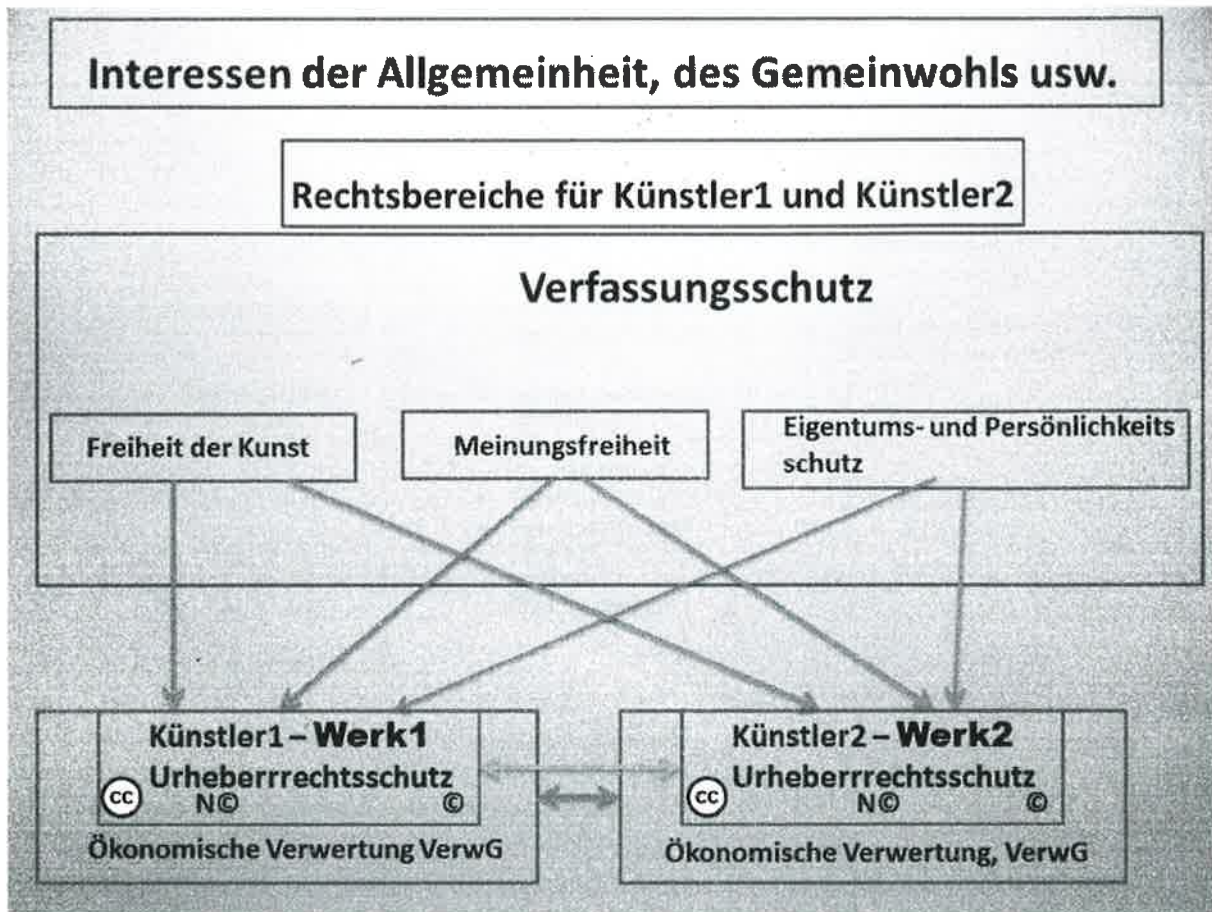 Interessen der Allgemeinheit, des Gemeinwohls usw.
Rechtsbereiche für Künstler1 und Künstler2
Verfassungsschutz
Freiheit der Kunst
Meinungsfreiheit
Eigentums- und Persönlichkeits
schutz
Künstler1 – Werk1
Urheberrrechtsschutz
cc N© ©
Ökonomische Verwertung VerwG
Künstler2 – Werk2
Urheberrrechtsschutz
cc N© ©
Ökonomische Verwertung, VerwG